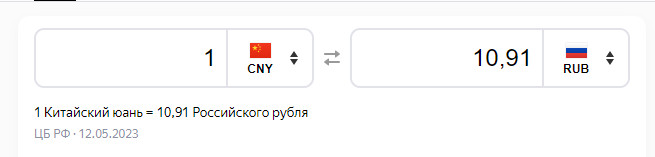 1 CNY 10,91 RUB
1 Китайский юань = 10,91 Российского рубля
ЦБ РФ · 12.05.2023